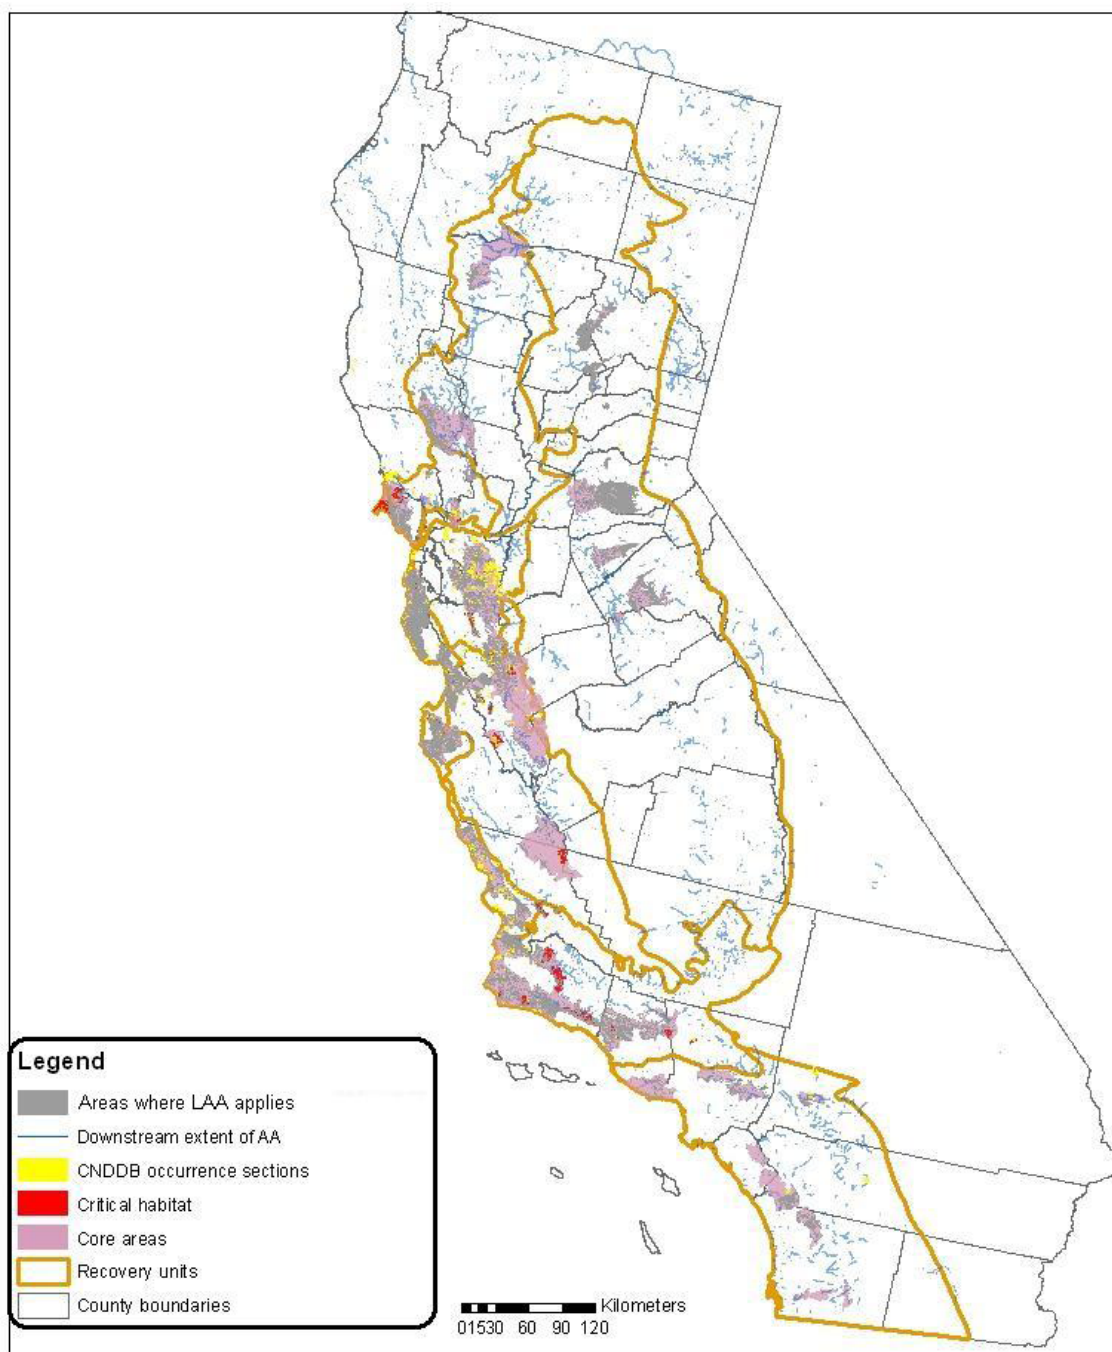 Legend
Areas where LAA applies
Downstream extent of AA
CNDDB occurrence sections
Critical habitat
Core areas
Recovery units
County boundaries
Kilometers
01530 60 90 120